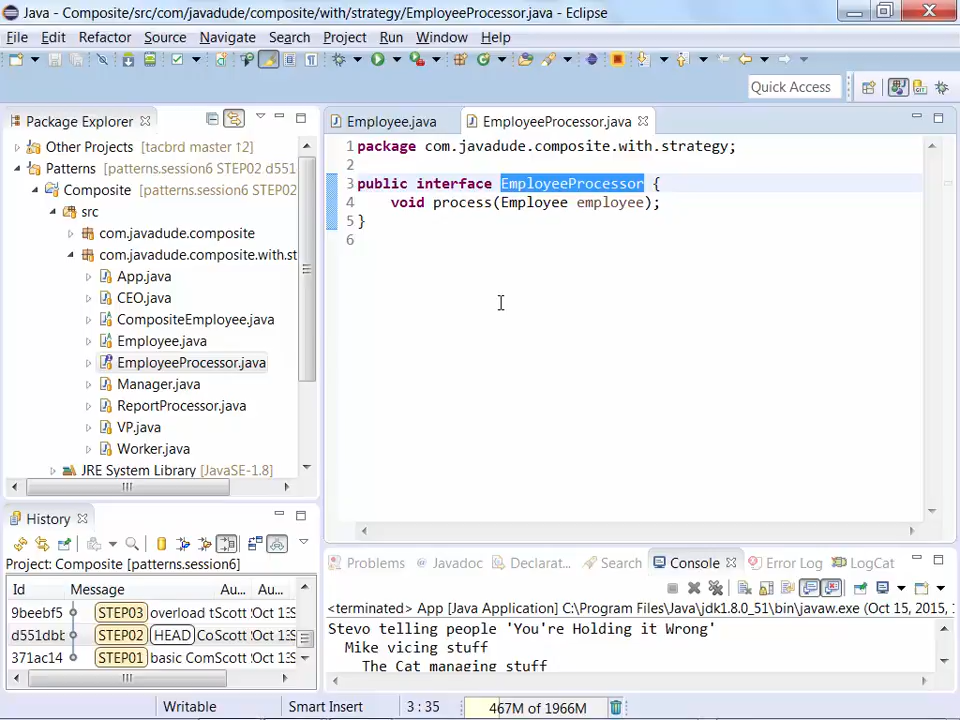 Java - Composite/src/com/javadude/composite/with/strategy/EmployeeProcessor.java - Eclipse
File Edit Refactor Source Navigate Search Project Run Window Help
Quick Access
Package Explorer
Other Projects [tacbrd master ↑2]
Patterns [patterns.session6 STEP02 d551
Composite [patterns.session6 STEP02
src
com.javadude.composite
com.javadude.composite.with.st
App.java
CEO.java
CompositeEmployee.java
Employee.java
EmployeeProcessor.java
Manager.java
ReportProcessor.java
VP.java
Worker.java
JRE System Library [JavaSE-1.8]
Employee.java EmployeeProcessor.java
1 package com.javadude.composite.with.strategy;
2
3 public interface EmployeeProcessor {
4 void process(Employee employee);
5 }
6
History
Project: Composite [patterns.session6]
Id Message Au... Au...
9beebf5 STEP03 overload t Scott Oct 13
d551dbb STEP02 HEAD Co Scott Oct 13
371ac14 STEP01 basic Com Scott Oct 13
Problems Javadoc Declarat... Search Console Error Log LogCat
<terminated> App [Java Application] C:\Program Files\Java\jdk1.8.0_51\bin\javaw.exe (Oct 15, 2015,
Stevo telling people 'You're Holding it Wrong'
Mike vicing stuff
The Cat managing stuff
Writable Smart Insert 3 : 35 467M of 1966M